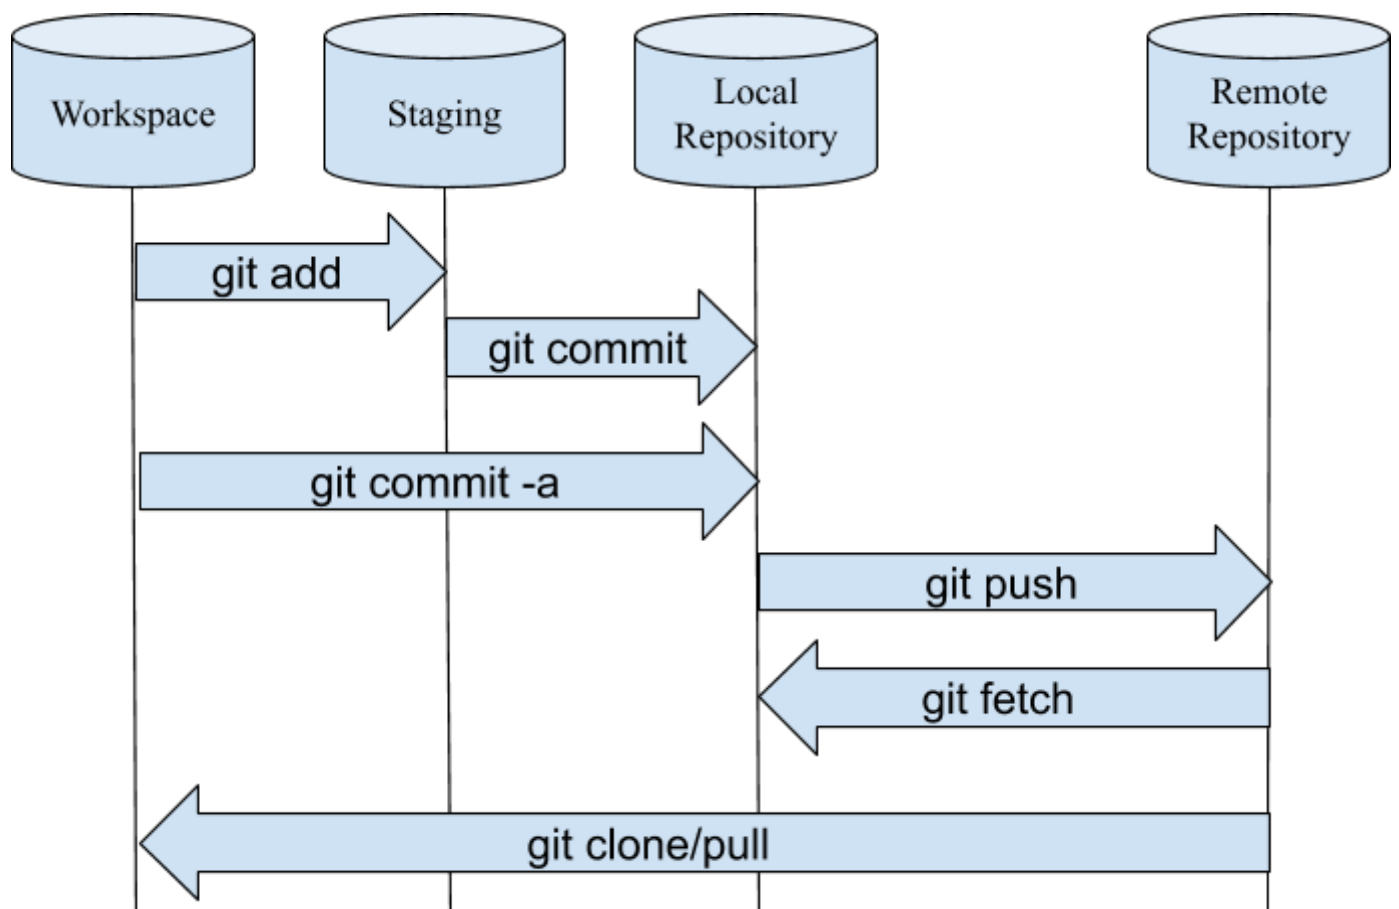 Workspace
Staging
Local
Repository
Remote
Repository
git add
git commit
git commit -a
git push
git fetch
git clone/pull